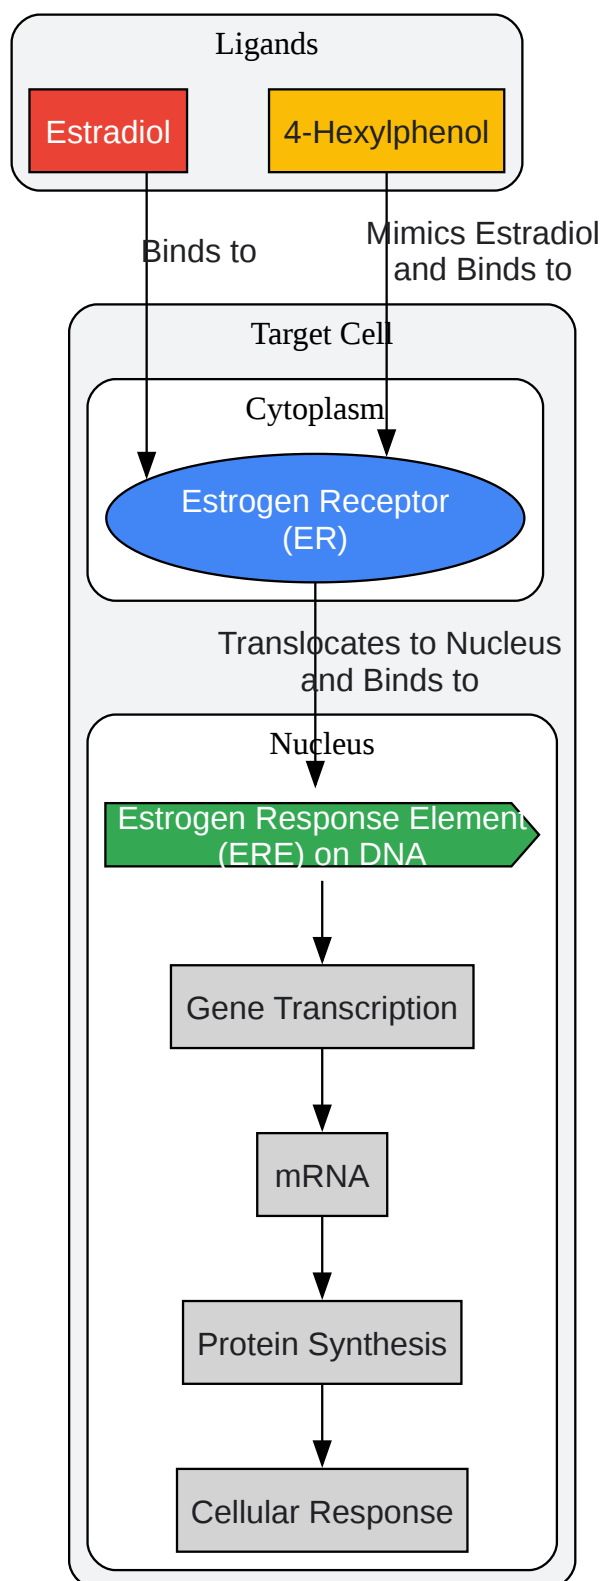 Ligands
Estradiol
4-Hexylphenol
Binds to
Mimics Estradiol
and Binds to
Target Cell
Cytoplasm
Estrogen Receptor
(ER)
Translocates to Nucleus
and Binds to
Nucleus
Estrogen Response Element
(ERE) on DNA
Gene Transcription
mRNA
Protein Synthesis
Cellular Response